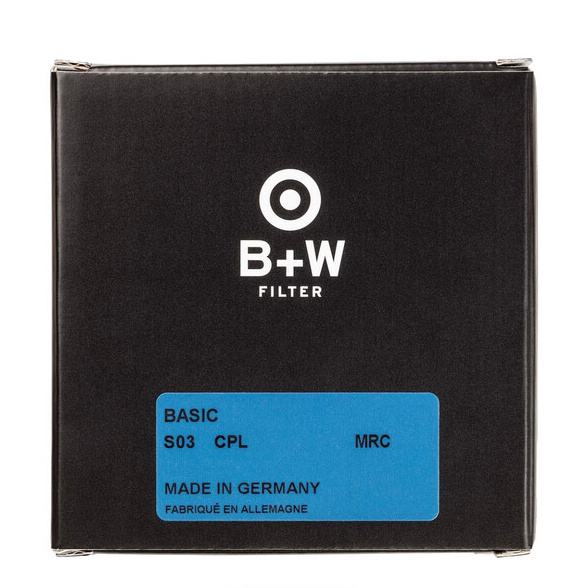 B+W
FILTER
BASIC
S03 CPL MRC
MADE IN GERMANY
FABRIQUÉ EN ALLEMAGNE